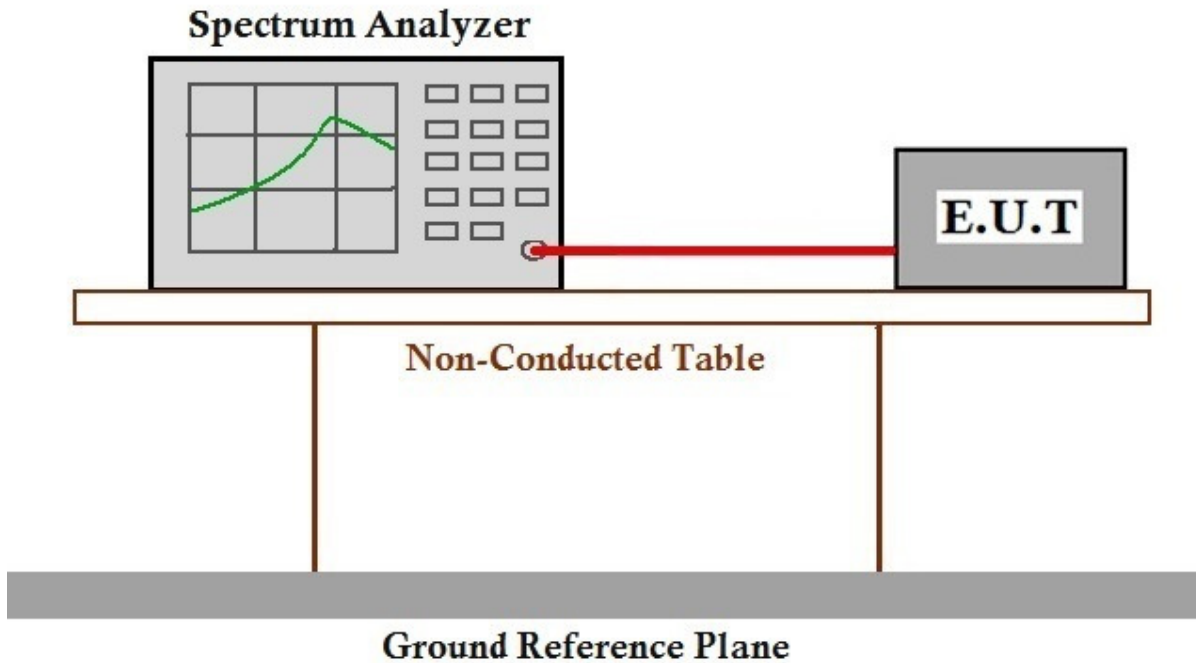 Spectrum Analyzer
E.U.T
Non-Conducted Table
Ground Reference Plane